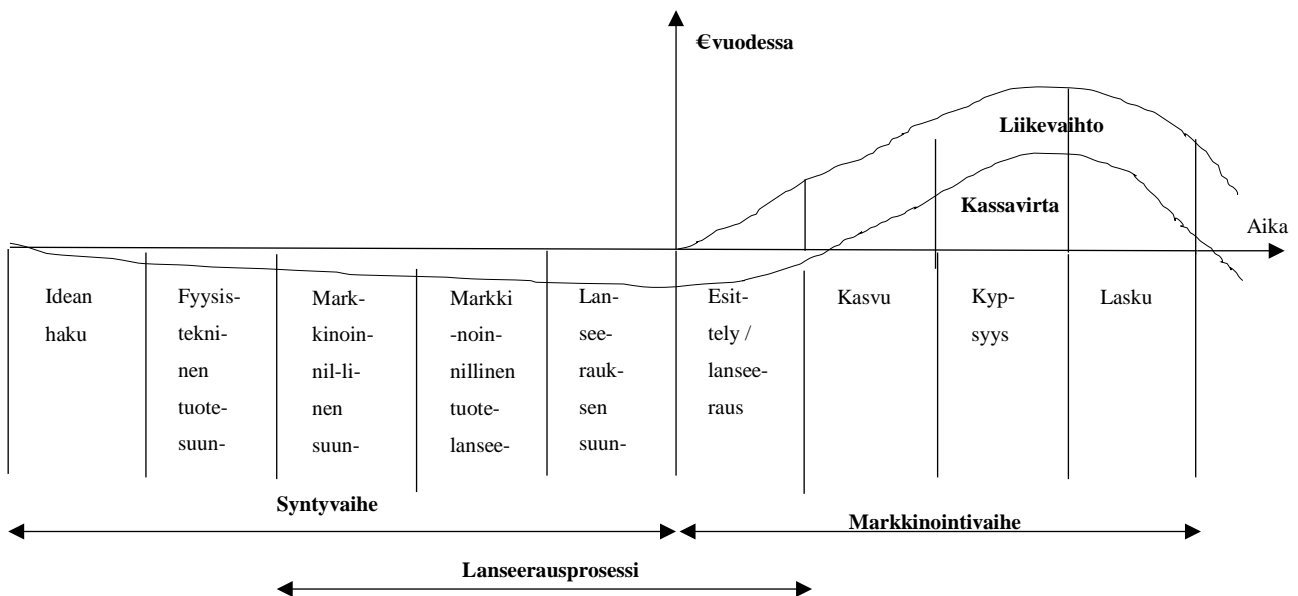 €vuodessa
Liikevaihto
Kassavirta
Aika
Idean
haku
Fyysis-
tekni-
nen
tuote-
suun-
Mark-
kinoin-
nil-li-
nen
suun-
Markki
-noin-
nillinen
tuote-
lansee-
Lan-
see-
rauk-
sen
suun-
Esit-
tely /
lansee-
raus
Kasvu
Kyp-
syys
Lasku
Syntyvaihe
Markkinointivaihe
Lanseerausprosessi